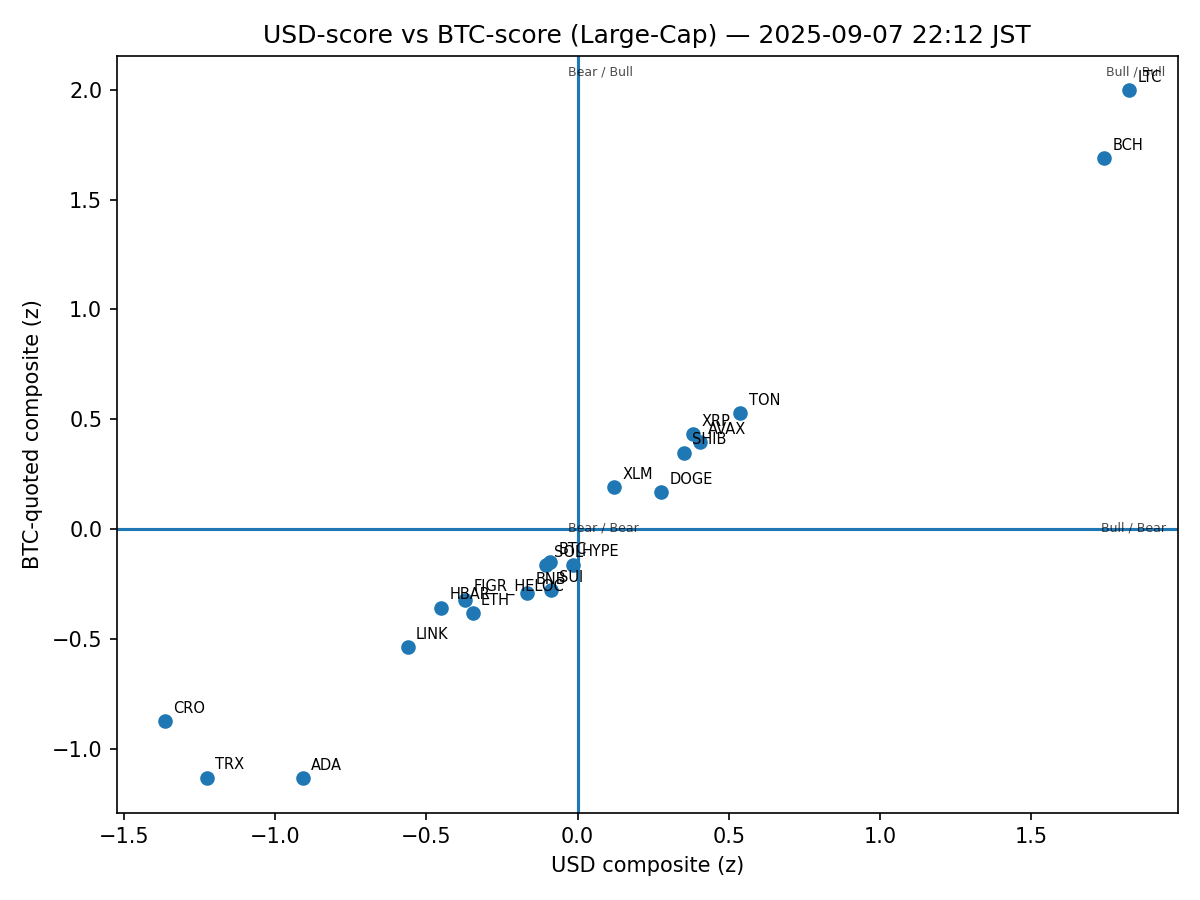 USD-score vs BTC-score (Large-Cap) — 2025-09-07 22:12 JST
Bear / Bull
Bull / Bull
LTC
2.0
BCH
1.5
BTC-quoted composite (z)
1.0
TON
0.5
XRP
AVAX
SHIB
XLM
DOGE
0.0
Bear / Bear
Bull / Bear
BTC
SOL
HYPE
SUI
BNB
FIGR_HELOC
HBAR
ETH
−0.5
LINK
CRO
−1.0
TRX
ADA
−1.5
−1.0
−0.5
0.0
0.5
1.0
1.5
USD composite (z)